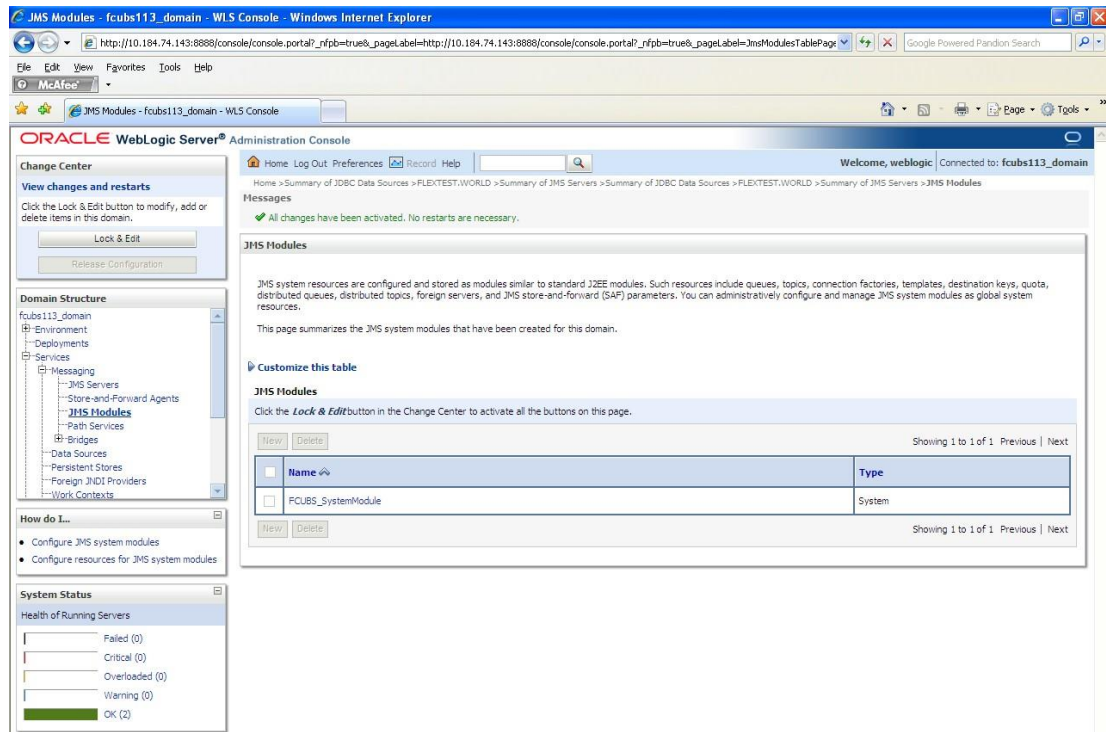 JMS Modules - fcubs113_domain - WLS Console - Windows Internet Explorer
http://10.184.74.143:8888/console/console.portal?_nfpb=true&_pageLabel=http://10.184.74.143:8888/console/console.portal?_nfpb=true&_pageLabel=JmsModulesTablePage
Google Powered Pandion Search
File Edit View Favorites Tools Help
McAfee
JMS Modules - fcubs113_domain - WLS Console
Page Tools »
ORACLE WebLogic Server® Administration Console
Change Center
View changes and restarts
Click the Lock & Edit button to modify, add or
delete items in this domain.
Lock & Edit
Release Configuration
Domain Structure
fcubs113_domain
Environment
Deployments
Services
Messaging
JMS Servers
Store-and-Forward Agents
JMS Modules
Path Services
Bridges
Data Sources
Persistent Stores
Foreign JNDI Providers
Work Contexts
How do I...
Configure JMS system modules
Configure resources for JMS system modules
System Status
Health of Running Servers
Failed (0)
Critical (0)
Overloaded (0)
Warning (0)
OK (2)
Home Log Out Preferences Record Help
Welcome, weblogic Connected to: fcubs113_domain
Home >Summary of JDBC Data Sources >FLEXTEST.WORLD >Summary of JMS Servers >Summary of JDBC Data Sources >FLEXTEST.WORLD >Summary of JMS Servers >JMS Modules
Messages
All changes have been activated. No restarts are necessary.
JMS Modules
JMS system resources are configured and stored as modules similar to standard J2EE modules. Such resources include queues, topics, connection factories, templates, destination keys, quota,
distributed queues, distributed topics, foreign servers, and JMS store-and-forward (SAF) parameters. You can administratively configure and manage JMS system modules as global system
resources.
This page summarizes the JMS system modules that have been created for this domain.
Customize this table
JMS Modules
Click the Lock & Edit button in the Change Center to activate all the buttons on this page.
New Delete Showing 1 to 1 of 1 Previous | Next
Name Type
FCUBS_SystemModule System
New Delete Showing 1 to 1 of 1 Previous | Next